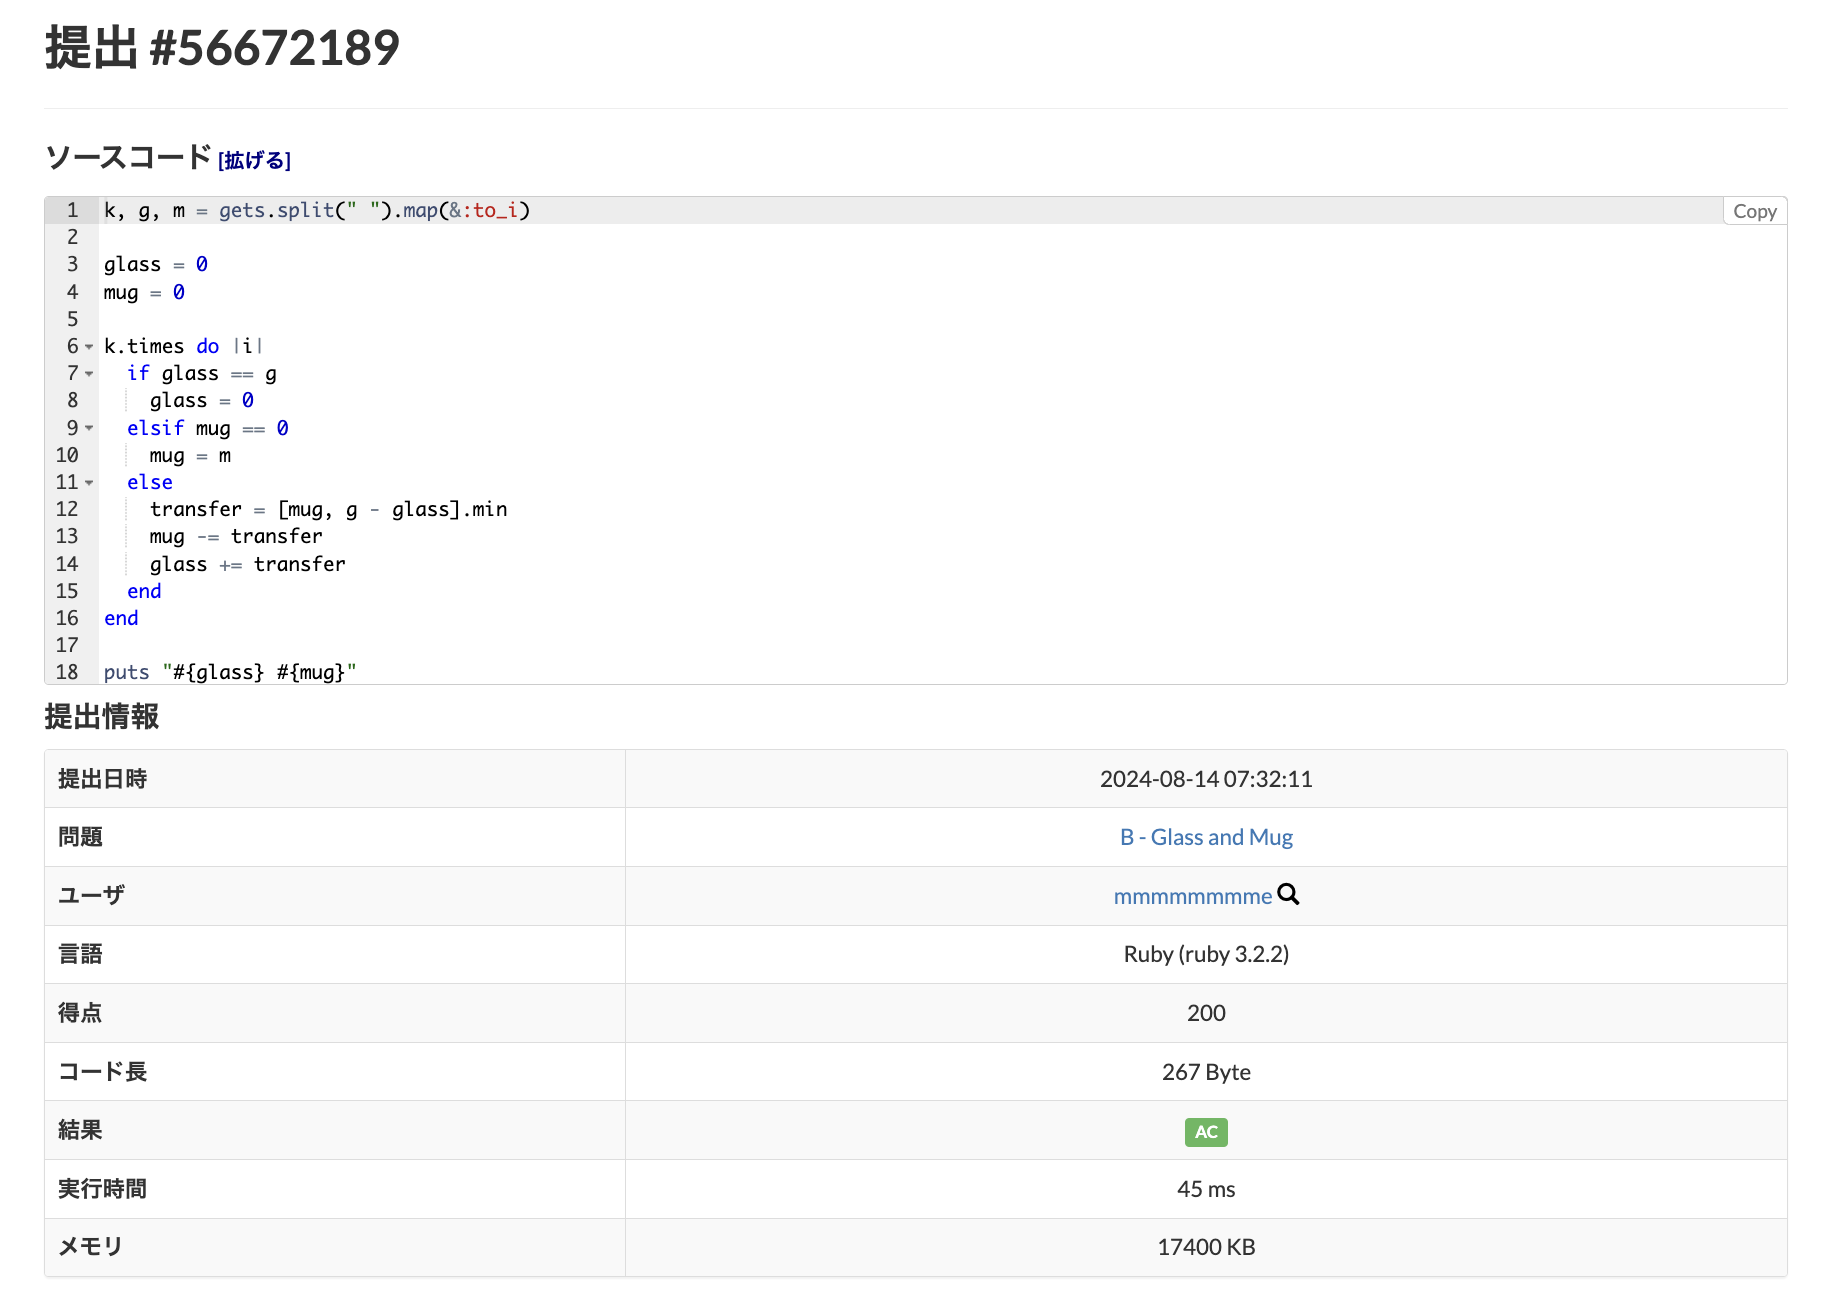 提出 #56672189
ソースコード [拡げる]
Copy
1 k, g, m = gets.split(" ").map(&:to_i)
2
3 glass = 0
4 mug = 0
5
6 k.times do |i|
7   if glass == g
8     glass = 0
9   elsif mug == 0
10     mug = m
11   else
12     transfer = [mug, g - glass].min
13     mug -= transfer
14     glass += transfer
15   end
16 end
17
18 puts "#{glass} #{mug}"
提出情報
提出日時 2024-08-14 07:32:11
問題 B - Glass and Mug
ユーザ mmmmmmmme
言語 Ruby (ruby 3.2.2)
得点 200
コード長 267 Byte
結果 AC
実行時間 45 ms
メモリ 17400 KB